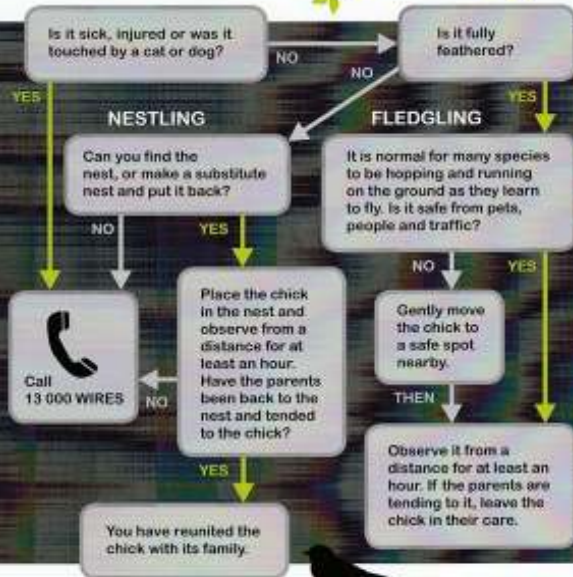 Is it sick, injured or was it
touched by a cat or dog?
NO
Is it fully
feathered?
YES
NO
YES
NESTLING
FLEDGLING
Can you find the
nest, or make a substitute
nest and put it back?
It is normal for many species
to be hopping and running
on the ground as they learn
to fly. Is it safe from pets,
people and traffic?
NO
YES
NO
YES
Call
13 000 WIRES
NO
Place the chick
in the nest and
observe from a
distance for at
least an hour.
Have the parents
been back to the
nest and tended
to the chick?
Gently move
the chick to
a safe spot
nearby.
THEN
YES
Observe it from a
distance for at least an
hour. If the parents are
tending to it, leave the
chick in their care.
You have reunited the
chick with its family.